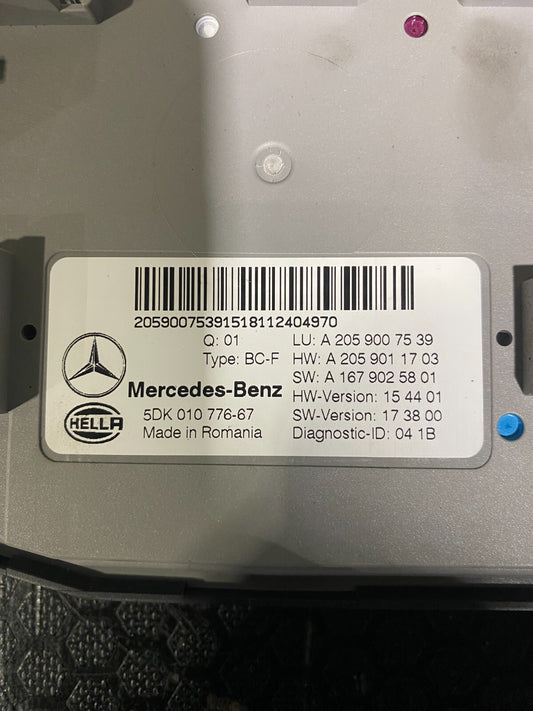 20590075391518112404970
Q: 01
LU: A 205 900 75 39
Type: BC-F
HW: A 205 901 17 03
SW: A 167 902 58 01
Mercedes-Benz
HW-Version: 15 44 01
HELLA
5DK 010 776-67
SW-Version: 17 38 00
Made in Romania
Diagnostic-ID: 04 1B